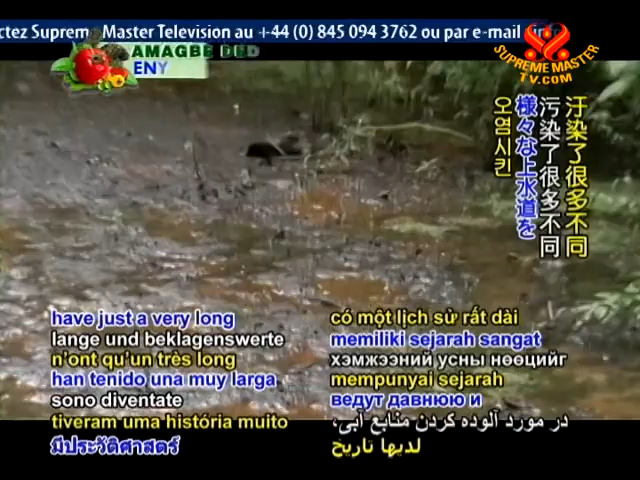 ctez Suprem Master Television au +44 (0) 845 094 3762 ou par e-mail
AMAGBE DED
ENY
SUPREME MASTER
TV.COM
汙染了很多不同
污染了很多不同
様々な上水道を
오염시킨
have just a very long
lange und beklagenswerte
n'ont qu'un très long
han tenido una muy larga
sono diventate
tiveram uma história muito
มีประวัติศาสตร์
có một lịch sử rất dài
memiliki sejarah sangat
хэмжээний усны нөөцийг
mempunyai sejarah
ведут давнюю и
در مورد آلوده کردن منابع آبی،
لديها تاريخ